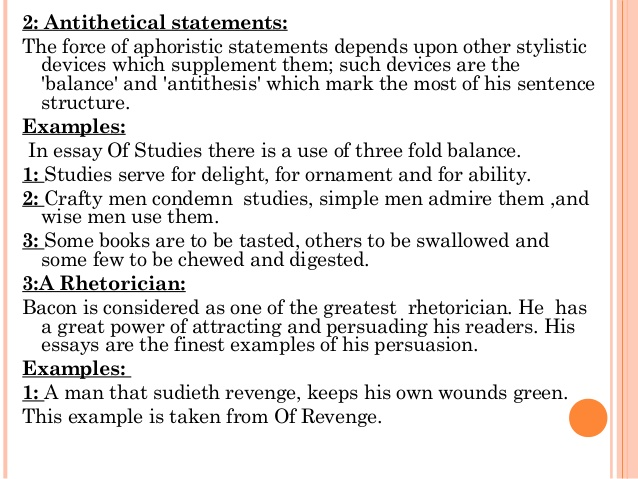 2: Antithetical statements:
The force of aphoristic statements depends upon other stylistic
devices which supplement them; such devices are the
'balance' and 'antithesis' which mark the most of his sentence
structure.
Examples:
In essay Of Studies there is a use of three fold balance.
1: Studies serve for delight, for ornament and for ability.
2: Crafty men condemn studies, simple men admire them ,and
wise men use them.
3: Some books are to be tasted, others to be swallowed and
some few to be chewed and digested.
3:A Rhetorician:
Bacon is considered as one of the greatest rhetorician. He has
a great power of attracting and persuading his readers. His
essays are the finest examples of his persuasion.
Examples:
1: A man that sudieth revenge, keeps his own wounds green.
This example is taken from Of Revenge.